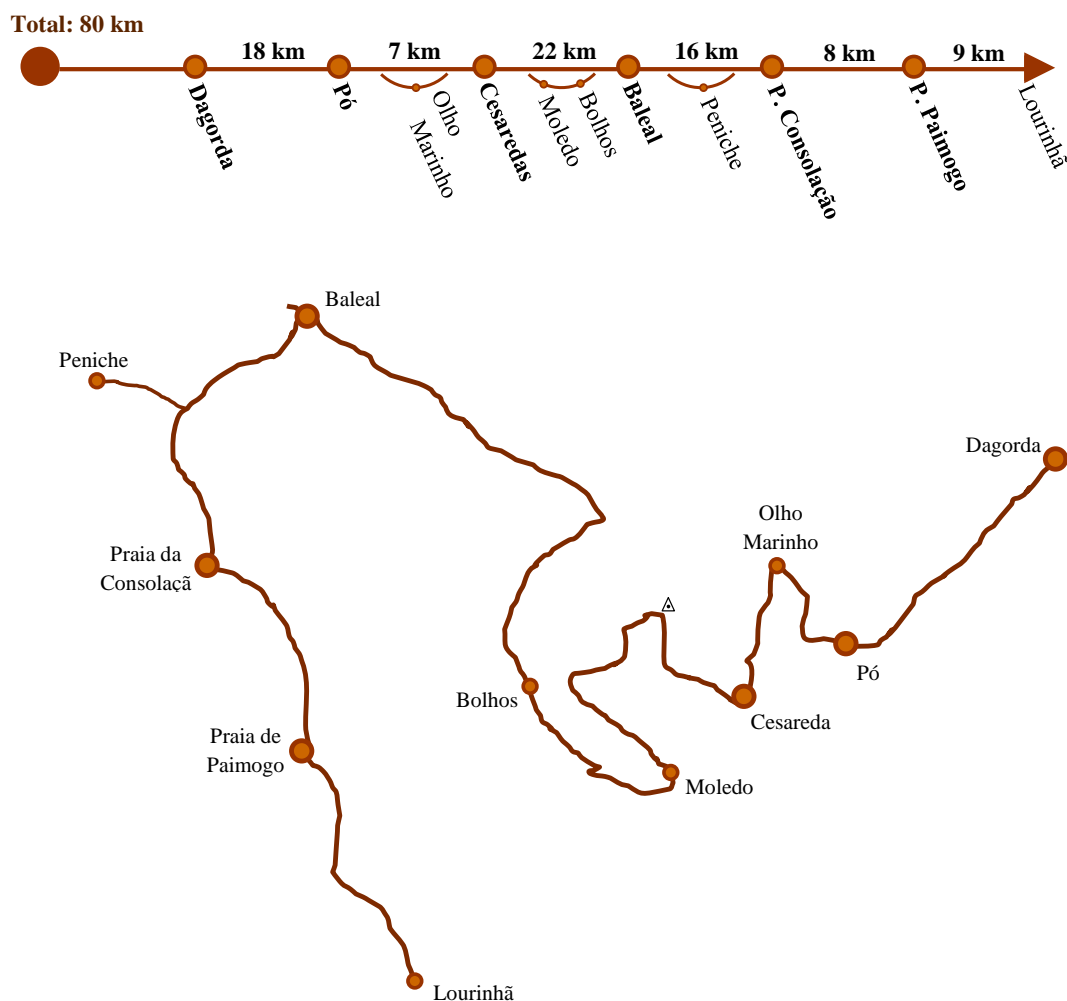 Total: 80 km
18 km
7 km
22 km
16 km
8 km
9 km
Dagorda
Pó
Olho
Marinho
Cesaredas
Moledo
Bolhos
Baleal
Peniche
P. Consolação
P. Paimogo
Lourinhã
Baleal
Peniche
Dagorda
Olho
Marinho
Praia da
Consolaçã
Pó
Bolhos
Cesareda
Praia de
Paimogo
Moledo
Lourinhã